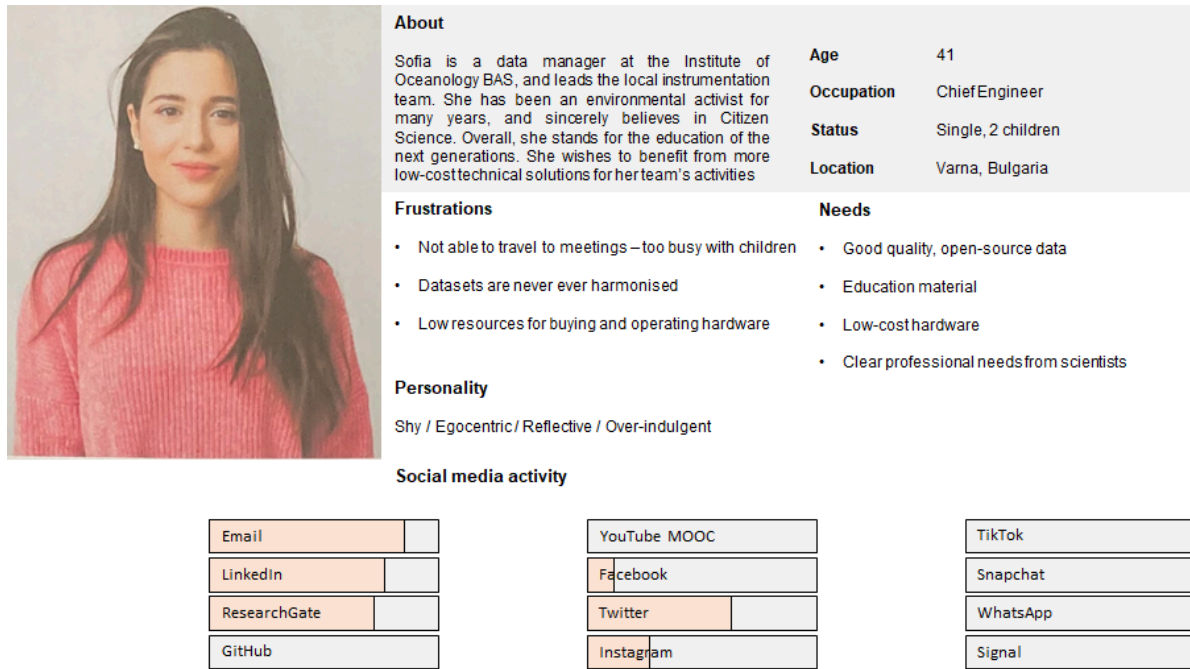 About
Sofia is a data manager at the Institute of
Oceanology BAS, and leads the local instrumentation
team. She has been an environmental activist for
many years, and sincerely believes in Citizen
Science. Overall, she stands for the education of the
next generations. She wishes to benefit from more
low-cost technical solutions for her team's activities
Age 41
Occupation Chief Engineer
Status Single, 2 children
Location Varna, Bulgaria
Frustrations
• Not able to travel to meetings – too busy with children
• Datasets are never ever harmonised
• Low resources for buying and operating hardware
Needs
• Good quality, open-source data
• Education material
• Low-cost hardware
• Clear professional needs from scientists
Personality
Shy / Egocentric / Reflective / Over-indulgent
Social media activity
Email
LinkedIn
ResearchGate
GitHub
YouTube MOOC
Facebook
Twitter
Instagram
TikTok
Snapchat
WhatsApp
Signal